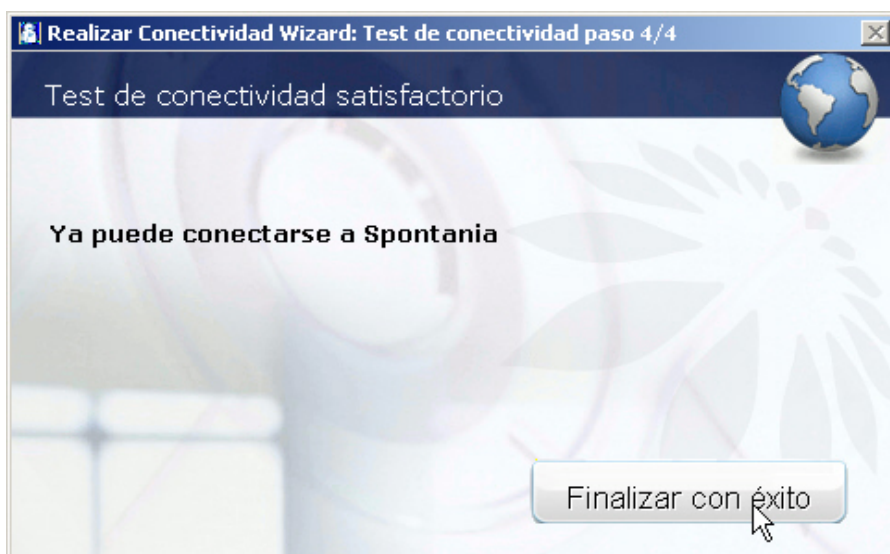 Realizar Conectividad Wizard: Test de conectividad paso 4/4
Test de conectividad satisfactorio
Ya puede conectarse a Spontania
Finalizar con éxito